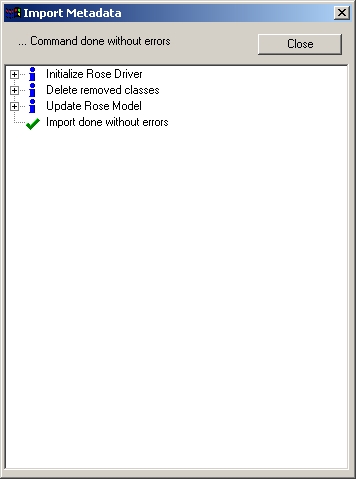 Import Metadata
... Command done without errors
Close
Initialize Rose Driver
Delete removed classes
Update Rose Model
Import done without errors